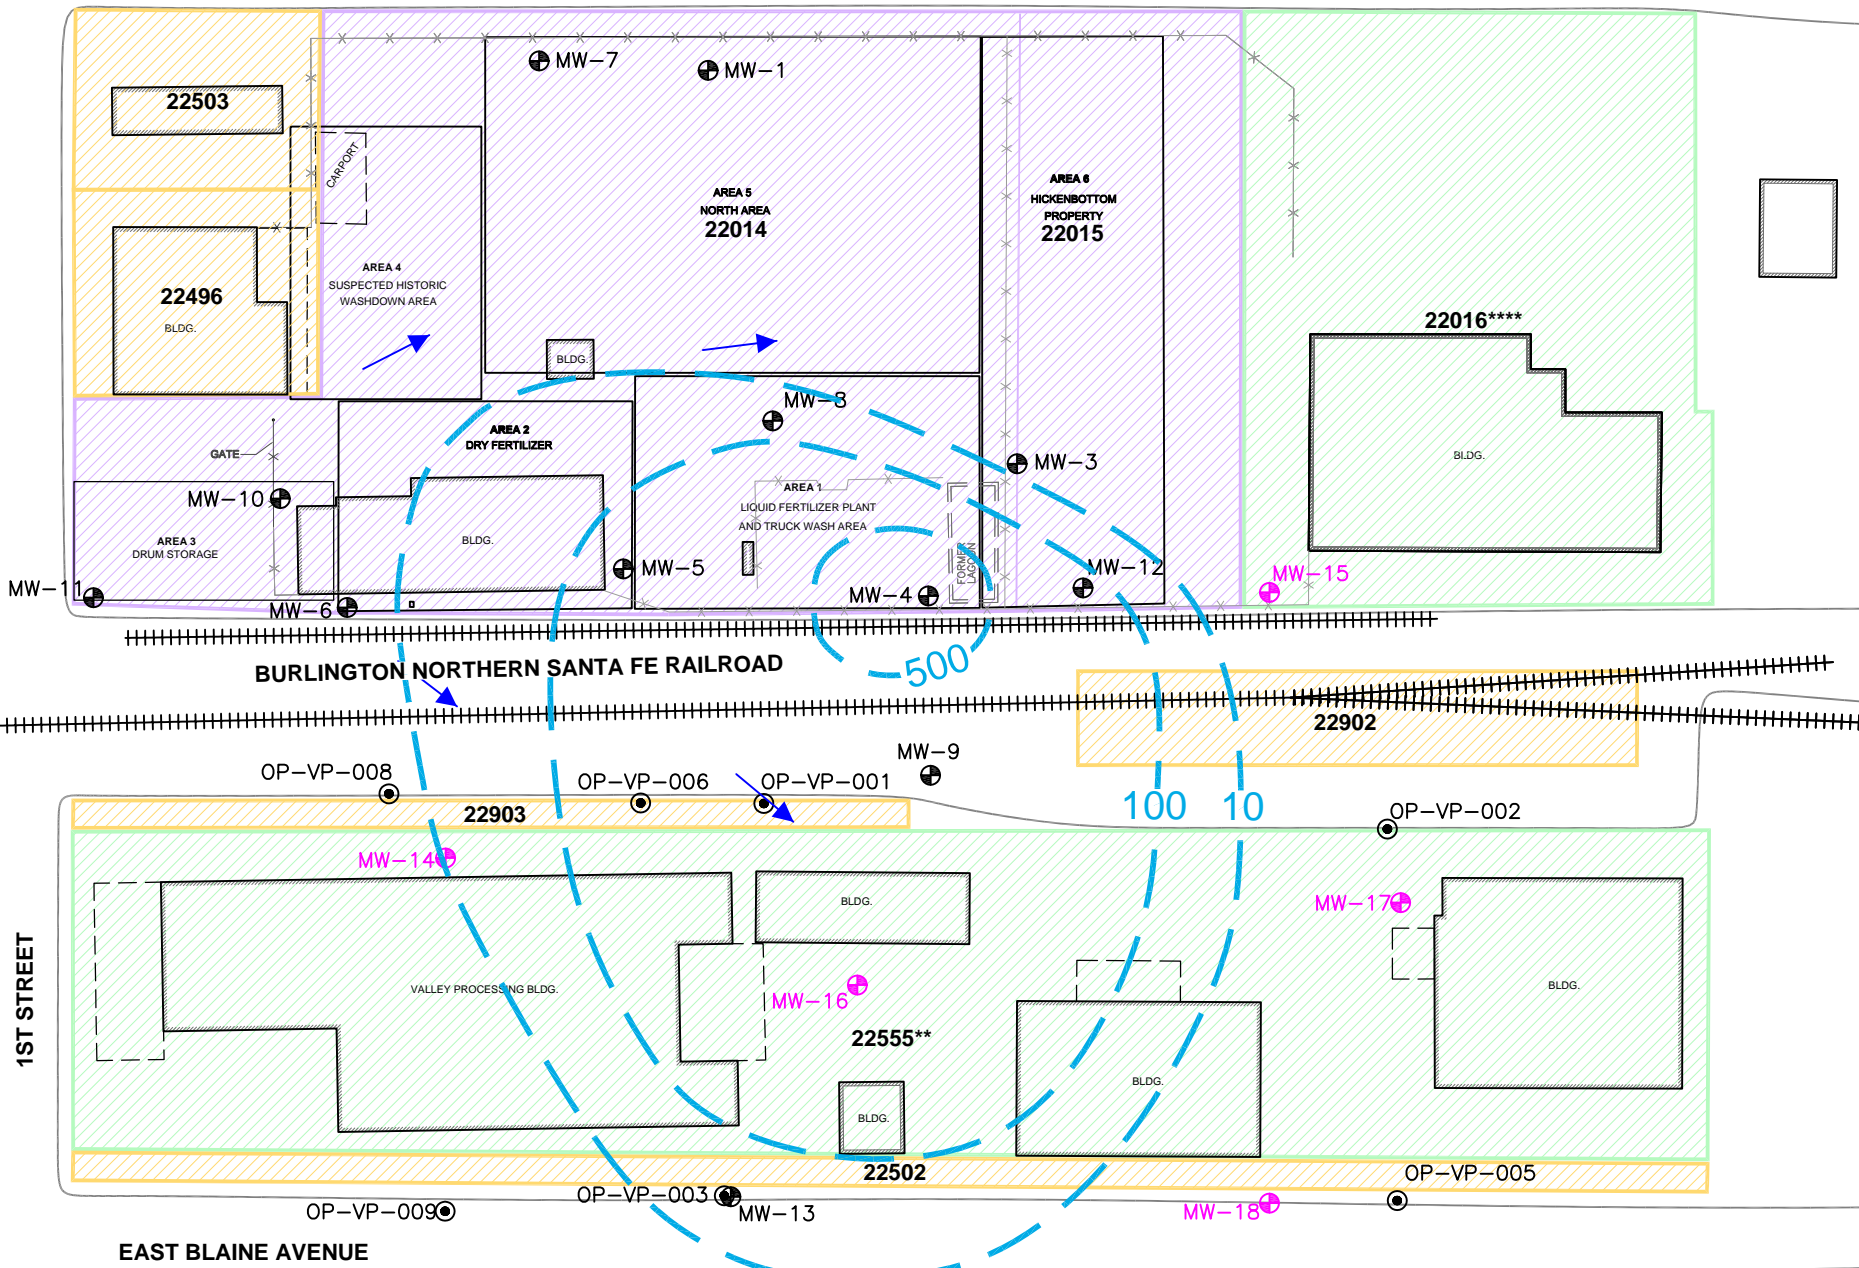 MW-7
MW-1
22503
CARPORT
AREA 5
NORTH AREA
22014
AREA 6
HICKENBOTTOM
PROPERTY
22015
AREA 4
SUSPECTED HISTORIC
WASHDOWN AREA
22496
BLDG.
22016****
BLDG.
MW-8
AREA 2
DRY FERTILIZER
GATE
MW-3
BLDG.
MW-10
AREA 1
LIQUID FERTILIZER PLANT
AND TRUCK WASH AREA
AREA 3
DRUM STORAGE
BLDG.
FORMER
LAGOON
MW-5
MW-12
MW-15
MW-11
MW-6
MW-4
BURLINGTON NORTHERN SANTA FE RAILROAD
500
22902
MW-9
OP-VP-008
OP-VP-006
OP-VP-001
100
10
OP-VP-002
22903
MW-14
BLDG.
MW-17
1ST STREET
VALLEY PROCESSING BLDG.
MW-16
BLDG.
22555**
BLDG.
BLDG.
22502
OP-VP-005
OP-VP-003
OP-VP-009
MW-13
MW-18
EAST BLAINE AVENUE